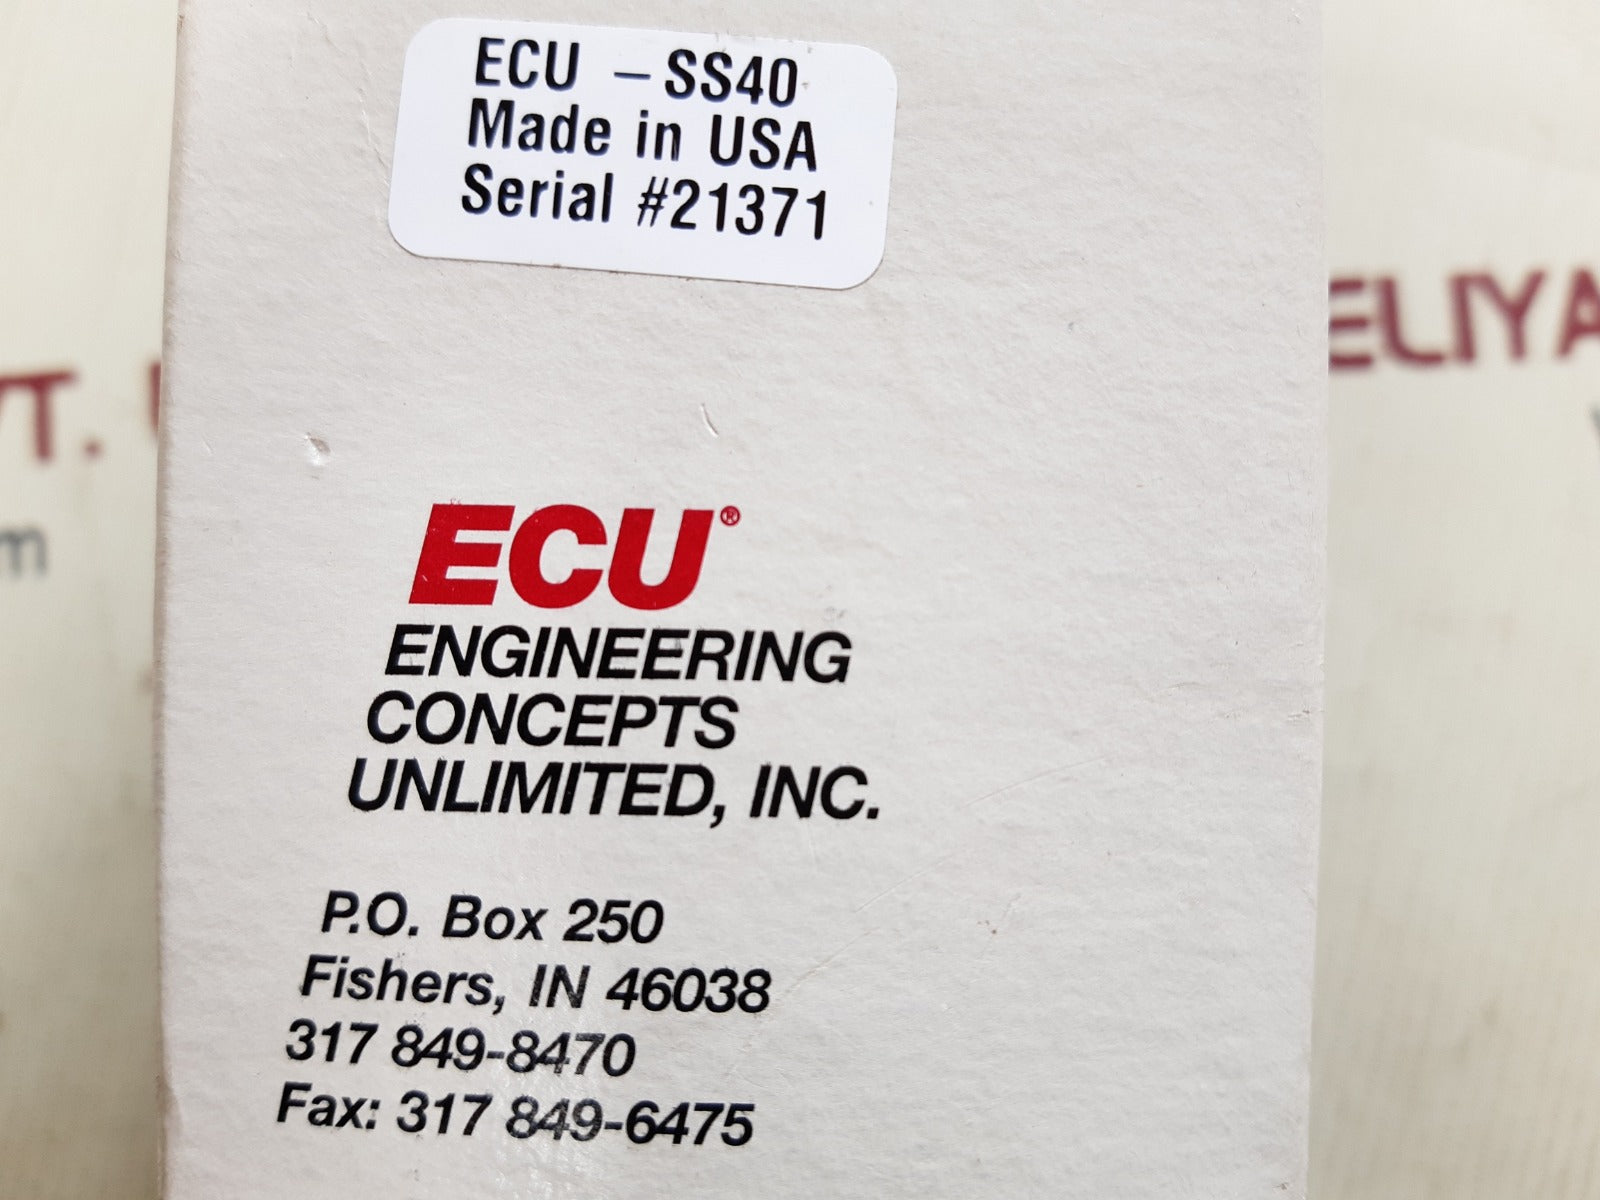 ECU – SS40
Made in USA
Serial #21371
VT.
ELIYA
m
ECU®
ENGINEERING
CONCEPTS
UNLIMITED, INC.
P.O. Box 250
Fishers, IN 46038
317 849-8470
Fax: 317 849-6475